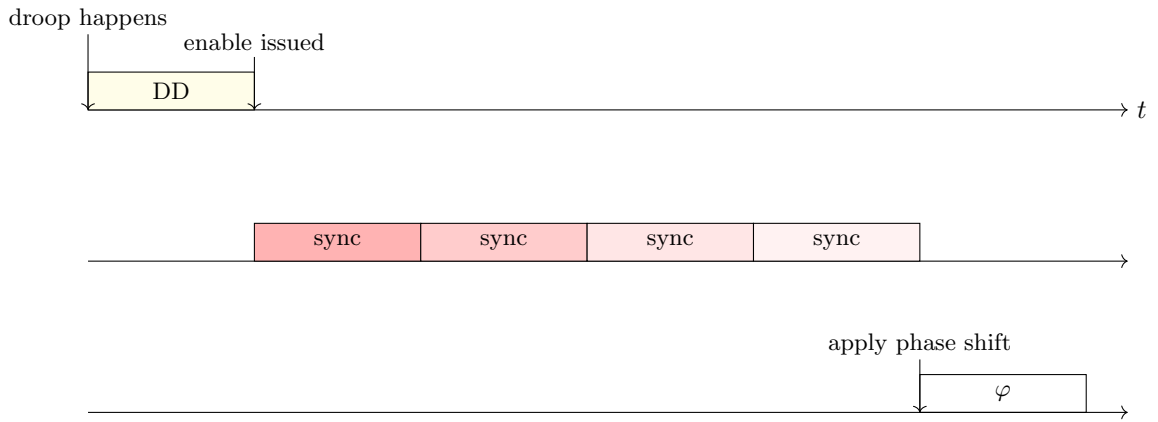 droop happens
enable issued
DD
t
sync sync sync sync
apply phase shift
φ